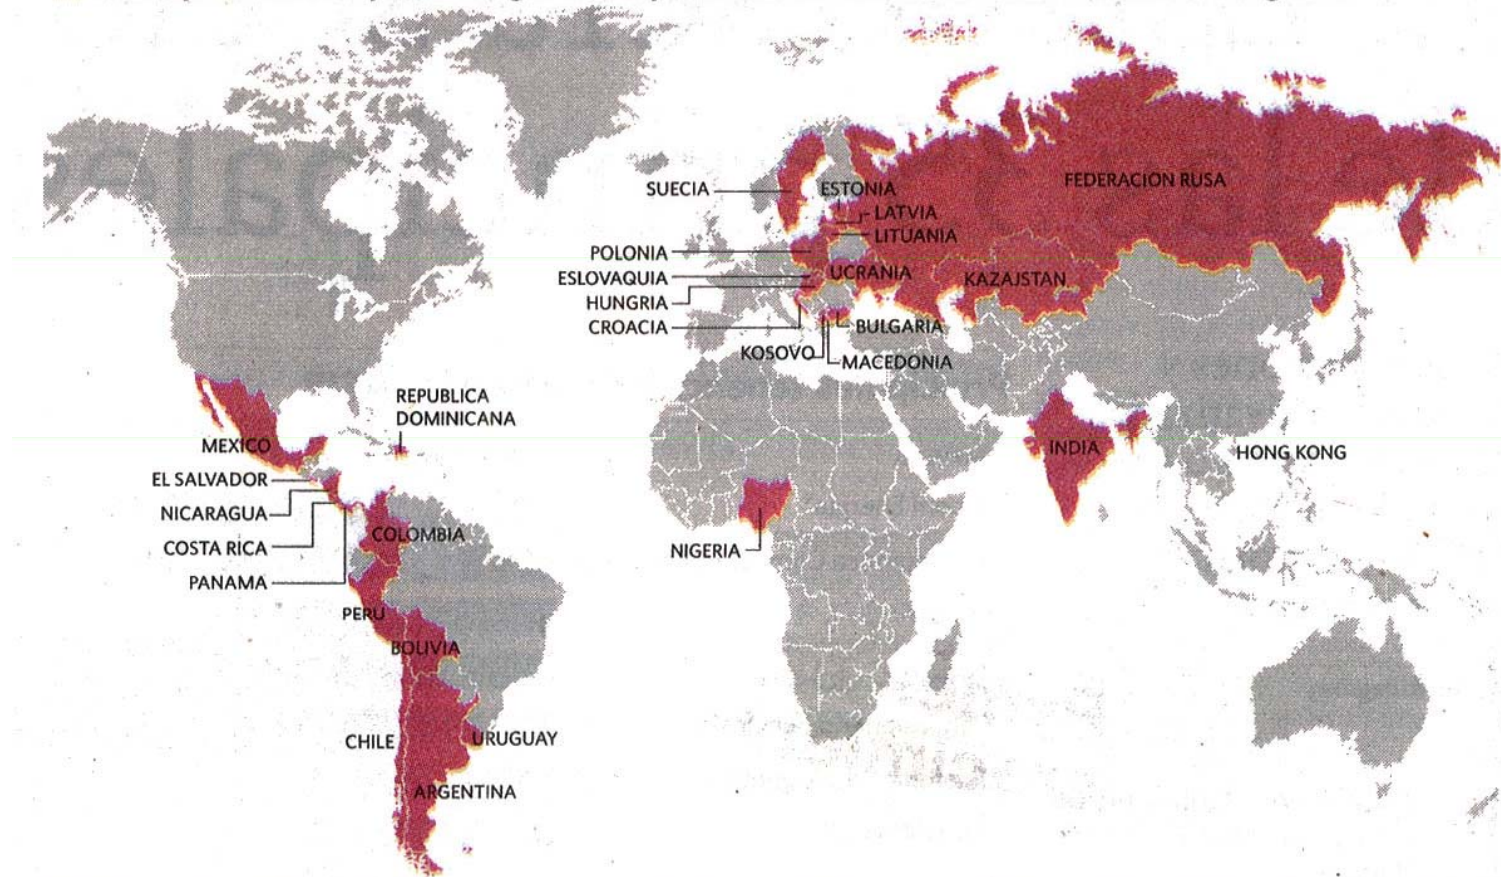 SUECIA
ESTONIA
FEDERACION RUSA
LATVIA
LITUANIA
POLONIA
ESLOVAQUIA
UCRANIA
KAZAJSTAN
HUNGRIA
CROACIA
BULGARIA
KOSOVO
MACEDONIA
REPUBLICA
DOMINICANA
MEXICO
INDIA
HONG KONG
EL SALVADOR
NICARAGUA
COSTA RICA
COLOMBIA
NIGERIA
PANAMA
PERU
BOLIVIA
CHILE
URUGUAY
ARGENTINA